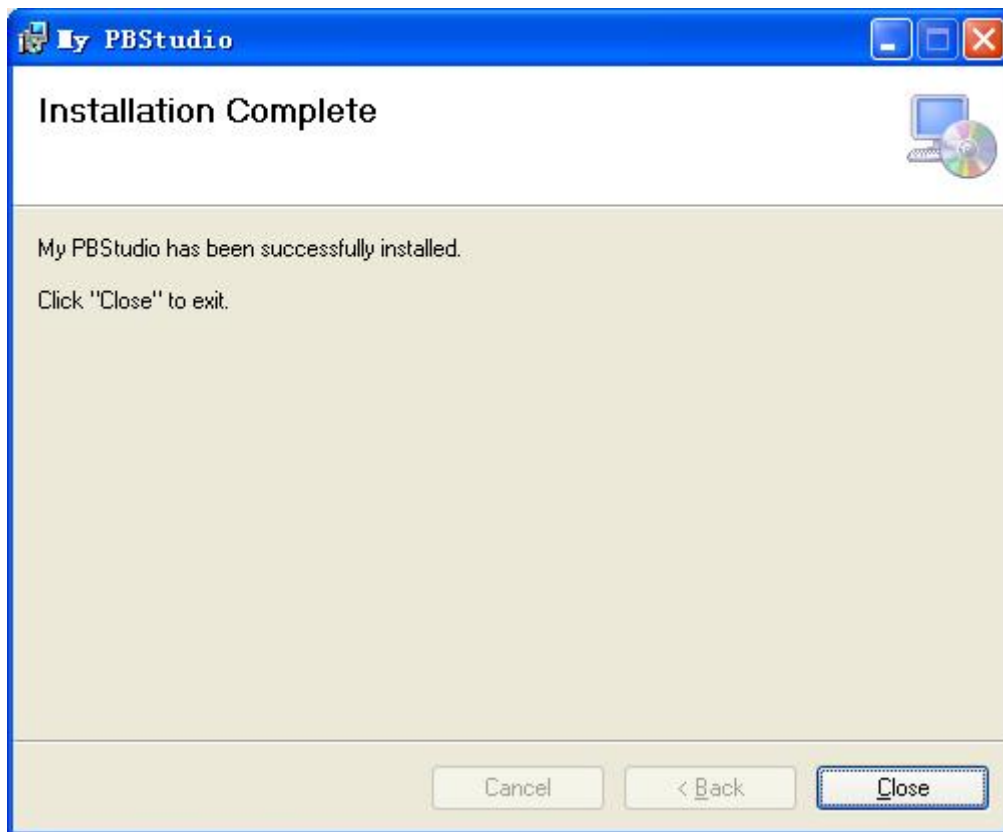 My PBStudio
Installation Complete
My PBStudio has been successfully installed.
Click "Close" to exit.
Cancel
< Back
Close